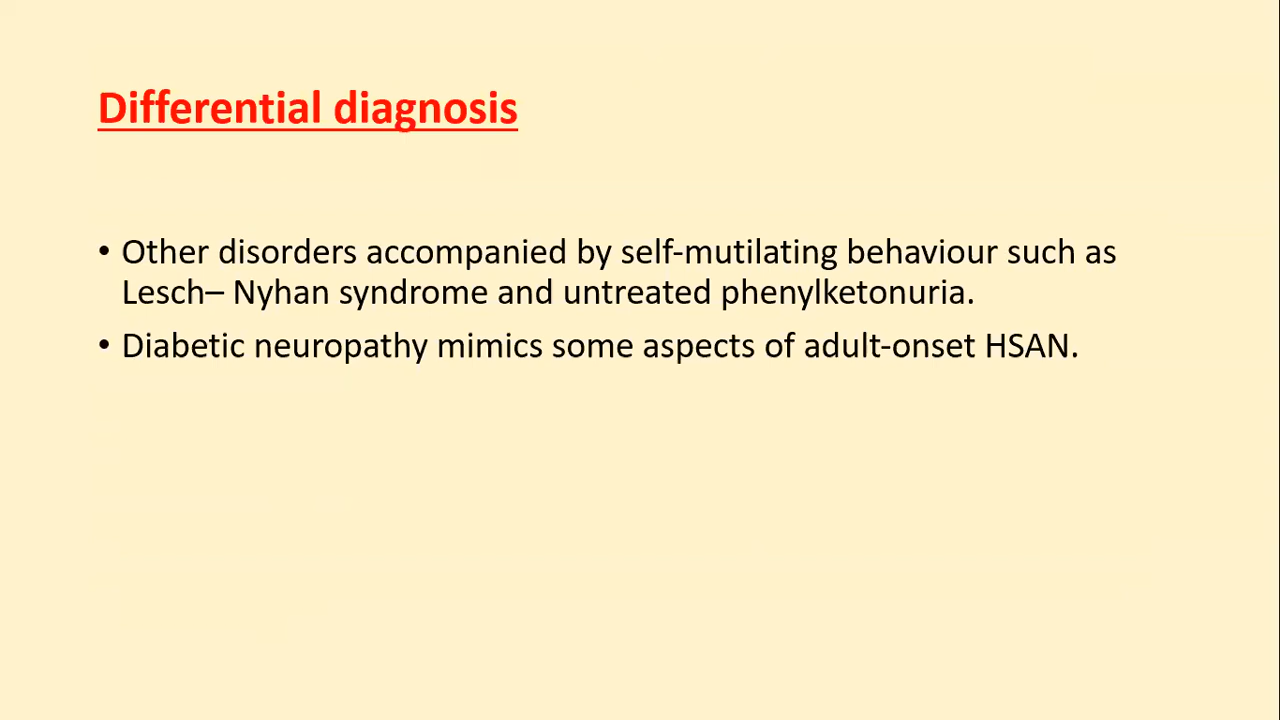 Differential diagnosis
• Other disorders accompanied by self-mutilating behaviour such as
Lesch– Nyhan syndrome and untreated phenylketonuria.
• Diabetic neuropathy mimics some aspects of adult-onset HSAN.